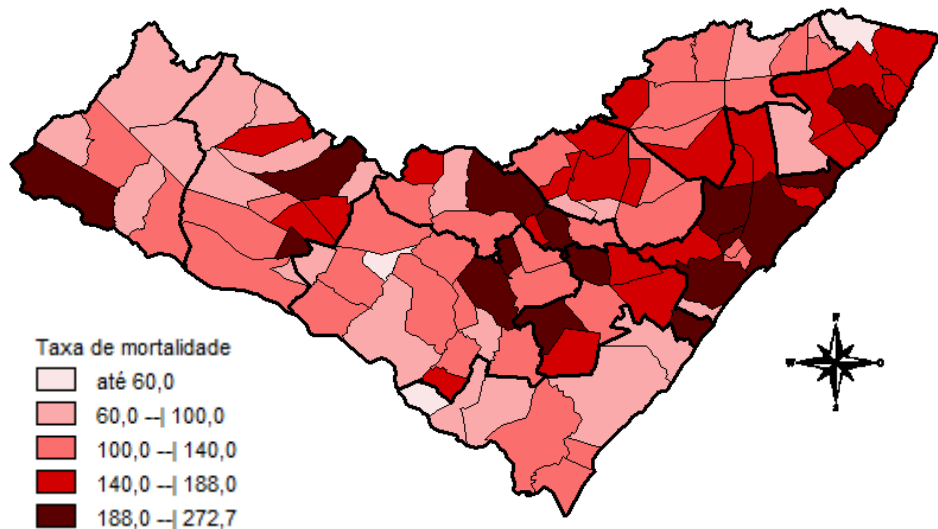 Taxa de mortalidade
até 60,0
60,0 --| 100,0
100,0 --| 140,0
140,0 --| 188,0
188,0 --| 272,7